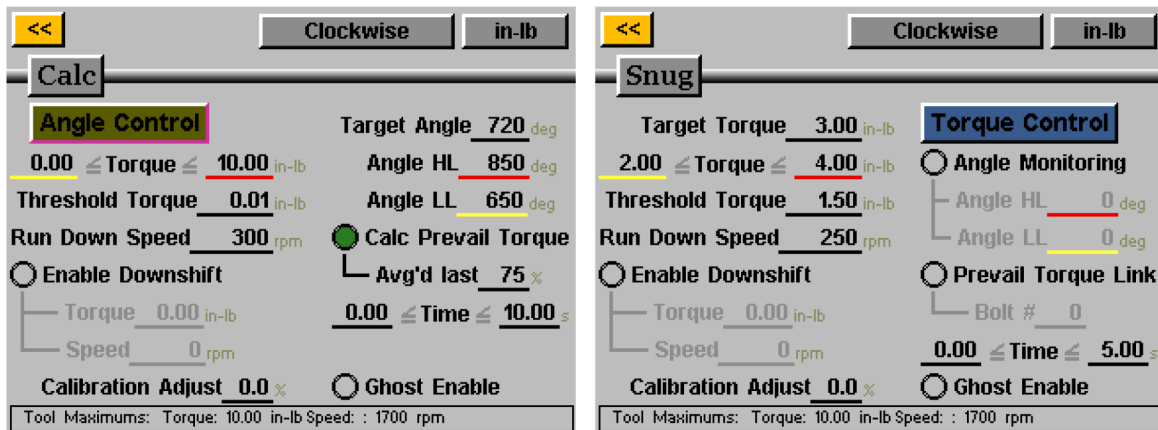 << Clockwise in-lb
Calc
Angle Control Target Angle 720 deg
0.00 ≤ Torque ≤ 10.00 in-lb Angle HL 850 deg
Threshold Torque 0.01 in-lb Angle LL 650 deg
Run Down Speed 300 rpm Calc Prevail Torque
Enable Downshift Avg'd last 75 %
Torque 0.00 in-lb 0.00 ≤ Time ≤ 10.00 s
Speed 0 rpm
Calibration Adjust 0.0 % Ghost Enable
Tool Maximums: Torque: 10.00 in-lb Speed: : 1700 rpm
<< Clockwise in-lb
Snug
Target Torque 3.00 in-lb Torque Control
2.00 ≤ Torque ≤ 4.00 in-lb Angle Monitoring
Threshold Torque 1.50 in-lb Angle HL 0 deg
Run Down Speed 250 rpm Angle LL 0 deg
Enable Downshift Prevail Torque Link
Torque 0.00 in-lb Bolt # 0
Speed 0 rpm 0.00 ≤ Time ≤ 5.00 s
Calibration Adjust 0.0 % Ghost Enable
Tool Maximums: Torque: 10.00 in-lb Speed: : 1700 rpm